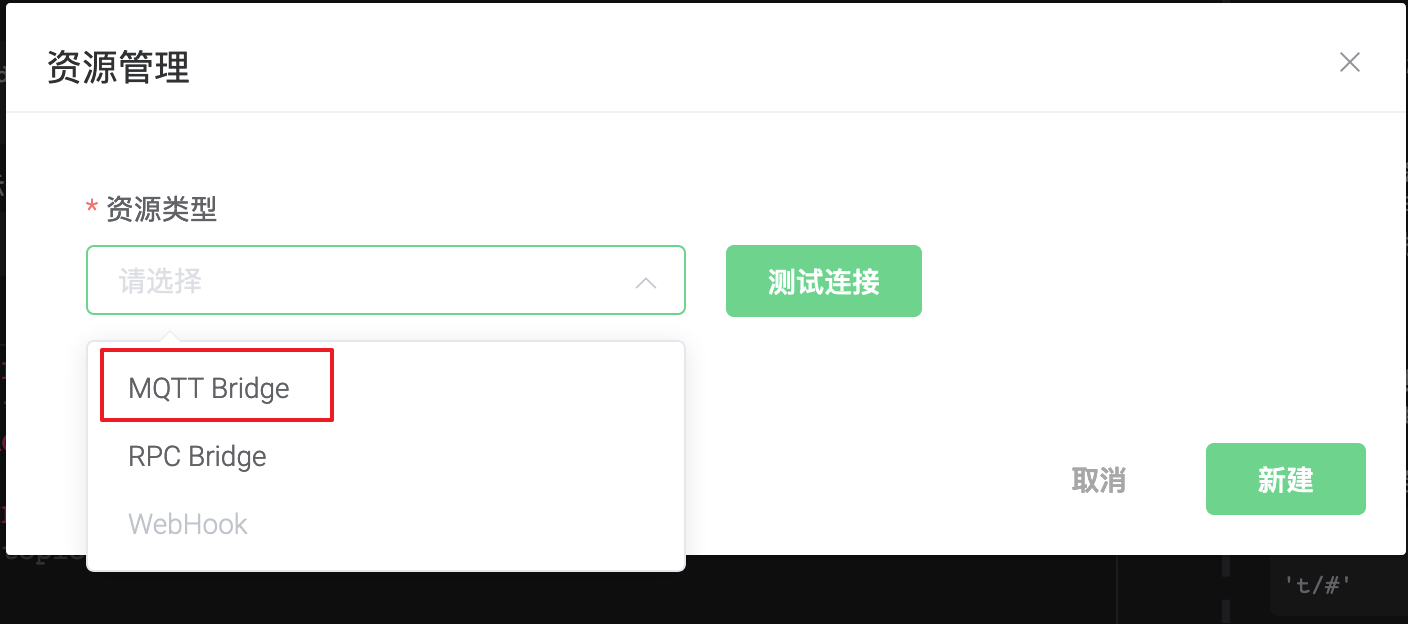 资源管理
* 资源类型
请选择
测试连接
MQTT Bridge
RPC Bridge
WebHook
取消
新建
't/#'